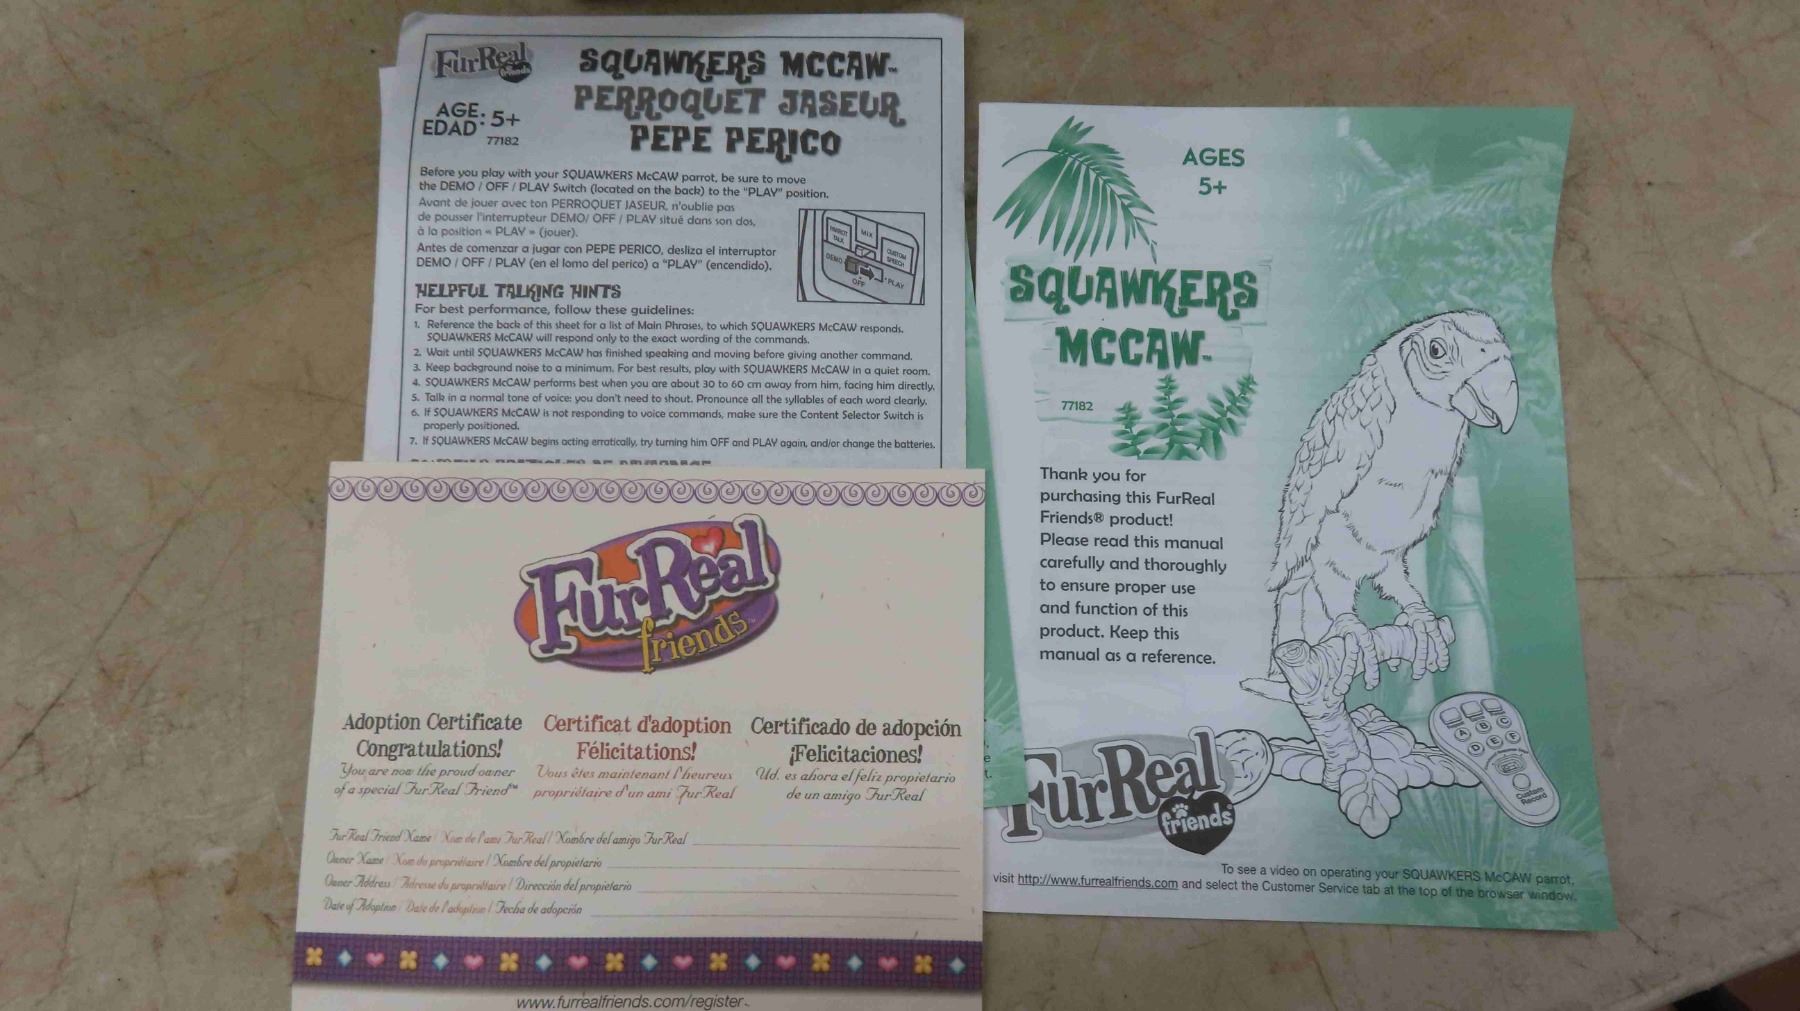 FurReal
friends
SQUAWKERS MCCAW™
PERROQUET JASEUR
PEPE PERICO
AGE: 5+
EDAD
77182
Before you play with your SQUAWKERS McCAW parrot, be sure to move
the DEMO / OFF / PLAY Switch (located on the back) to the "PLAY" position.
Avant de jouer avec ton PERROQUET JASEUR, n'oublie pas
de pousser l'interrupteur DEMO/ OFF / PLAY situé dans son dos,
à la position « PLAY » (jouer).
Antes de comenzar a jugar con PEPE PERICO, desliza el interruptor
DEMO / OFF / PLAY (en el lomo del perico) a "PLAY" (encendido).
PARROT TALK
MIX
CUSTOM SPEECH
DEMO
OFF
PLAY
HELPFUL TALKING HINTS
For best performance, follow these guidelines:
1. Reference the back of this sheet for a list of Main Phrases, to which SQUAWKERS McCAW responds.
SQUAWKERS McCAW will respond only to the exact wording of the commands.
2. Wait until SQUAWKERS McCAW has finished speaking and moving before giving another command.
3. Keep background noise to a minimum. For best results, play with SQUAWKERS McCAW in a quiet room.
4. SQUAWKERS McCAW performs best when you are about 30 to 60 cm away from him, facing him directly.
5. Talk in a normal tone of voice: you don't need to shout. Pronounce all the syllables of each word clearly.
6. If SQUAWKERS McCAW is not responding to voice commands, make sure the Content Selector Switch is
properly positioned.
7. If SQUAWKERS McCAW begins acting erratically, try turning him OFF and PLAY again, and/or change the batteries.
FurReal
friends™
Adoption Certificate
Congratulations!
You are now the proud owner
of a special FurReal Friend™
Certificat d'adoption
Félicitations!
Vous êtes maintenant l'heureux
propriétaire d'un ami FurReal
Certificado de adopción
¡Felicitaciones!
Ud. es ahora el feliz propietario
de un amigo FurReal
FurReal Friend Name / Nom de l'ami FurReal / Nombre del amigo FurReal
Owner Name / Nom du propriétaire / Nombre del propietario
Owner Address / Adresse du propriétaire / Dirección del propietario
Date of Adoption / Date de l'adoption / Fecha de adopción
www.furrealfriends.com/register
AGES
5+
SQUAWKERS
MCCAW™
77182
Thank you for
purchasing this FurReal
Friends® product!
Please read this manual
carefully and thoroughly
to ensure proper use
and function of this
product. Keep this
manual as a reference.
A B C
D E F
Custom
Record
FurReal
friends
To see a video on operating your SQUAWKERS McCAW parrot,
visit http://www.furrealfriends.com and select the Customer Service tab at the top of the browser window.